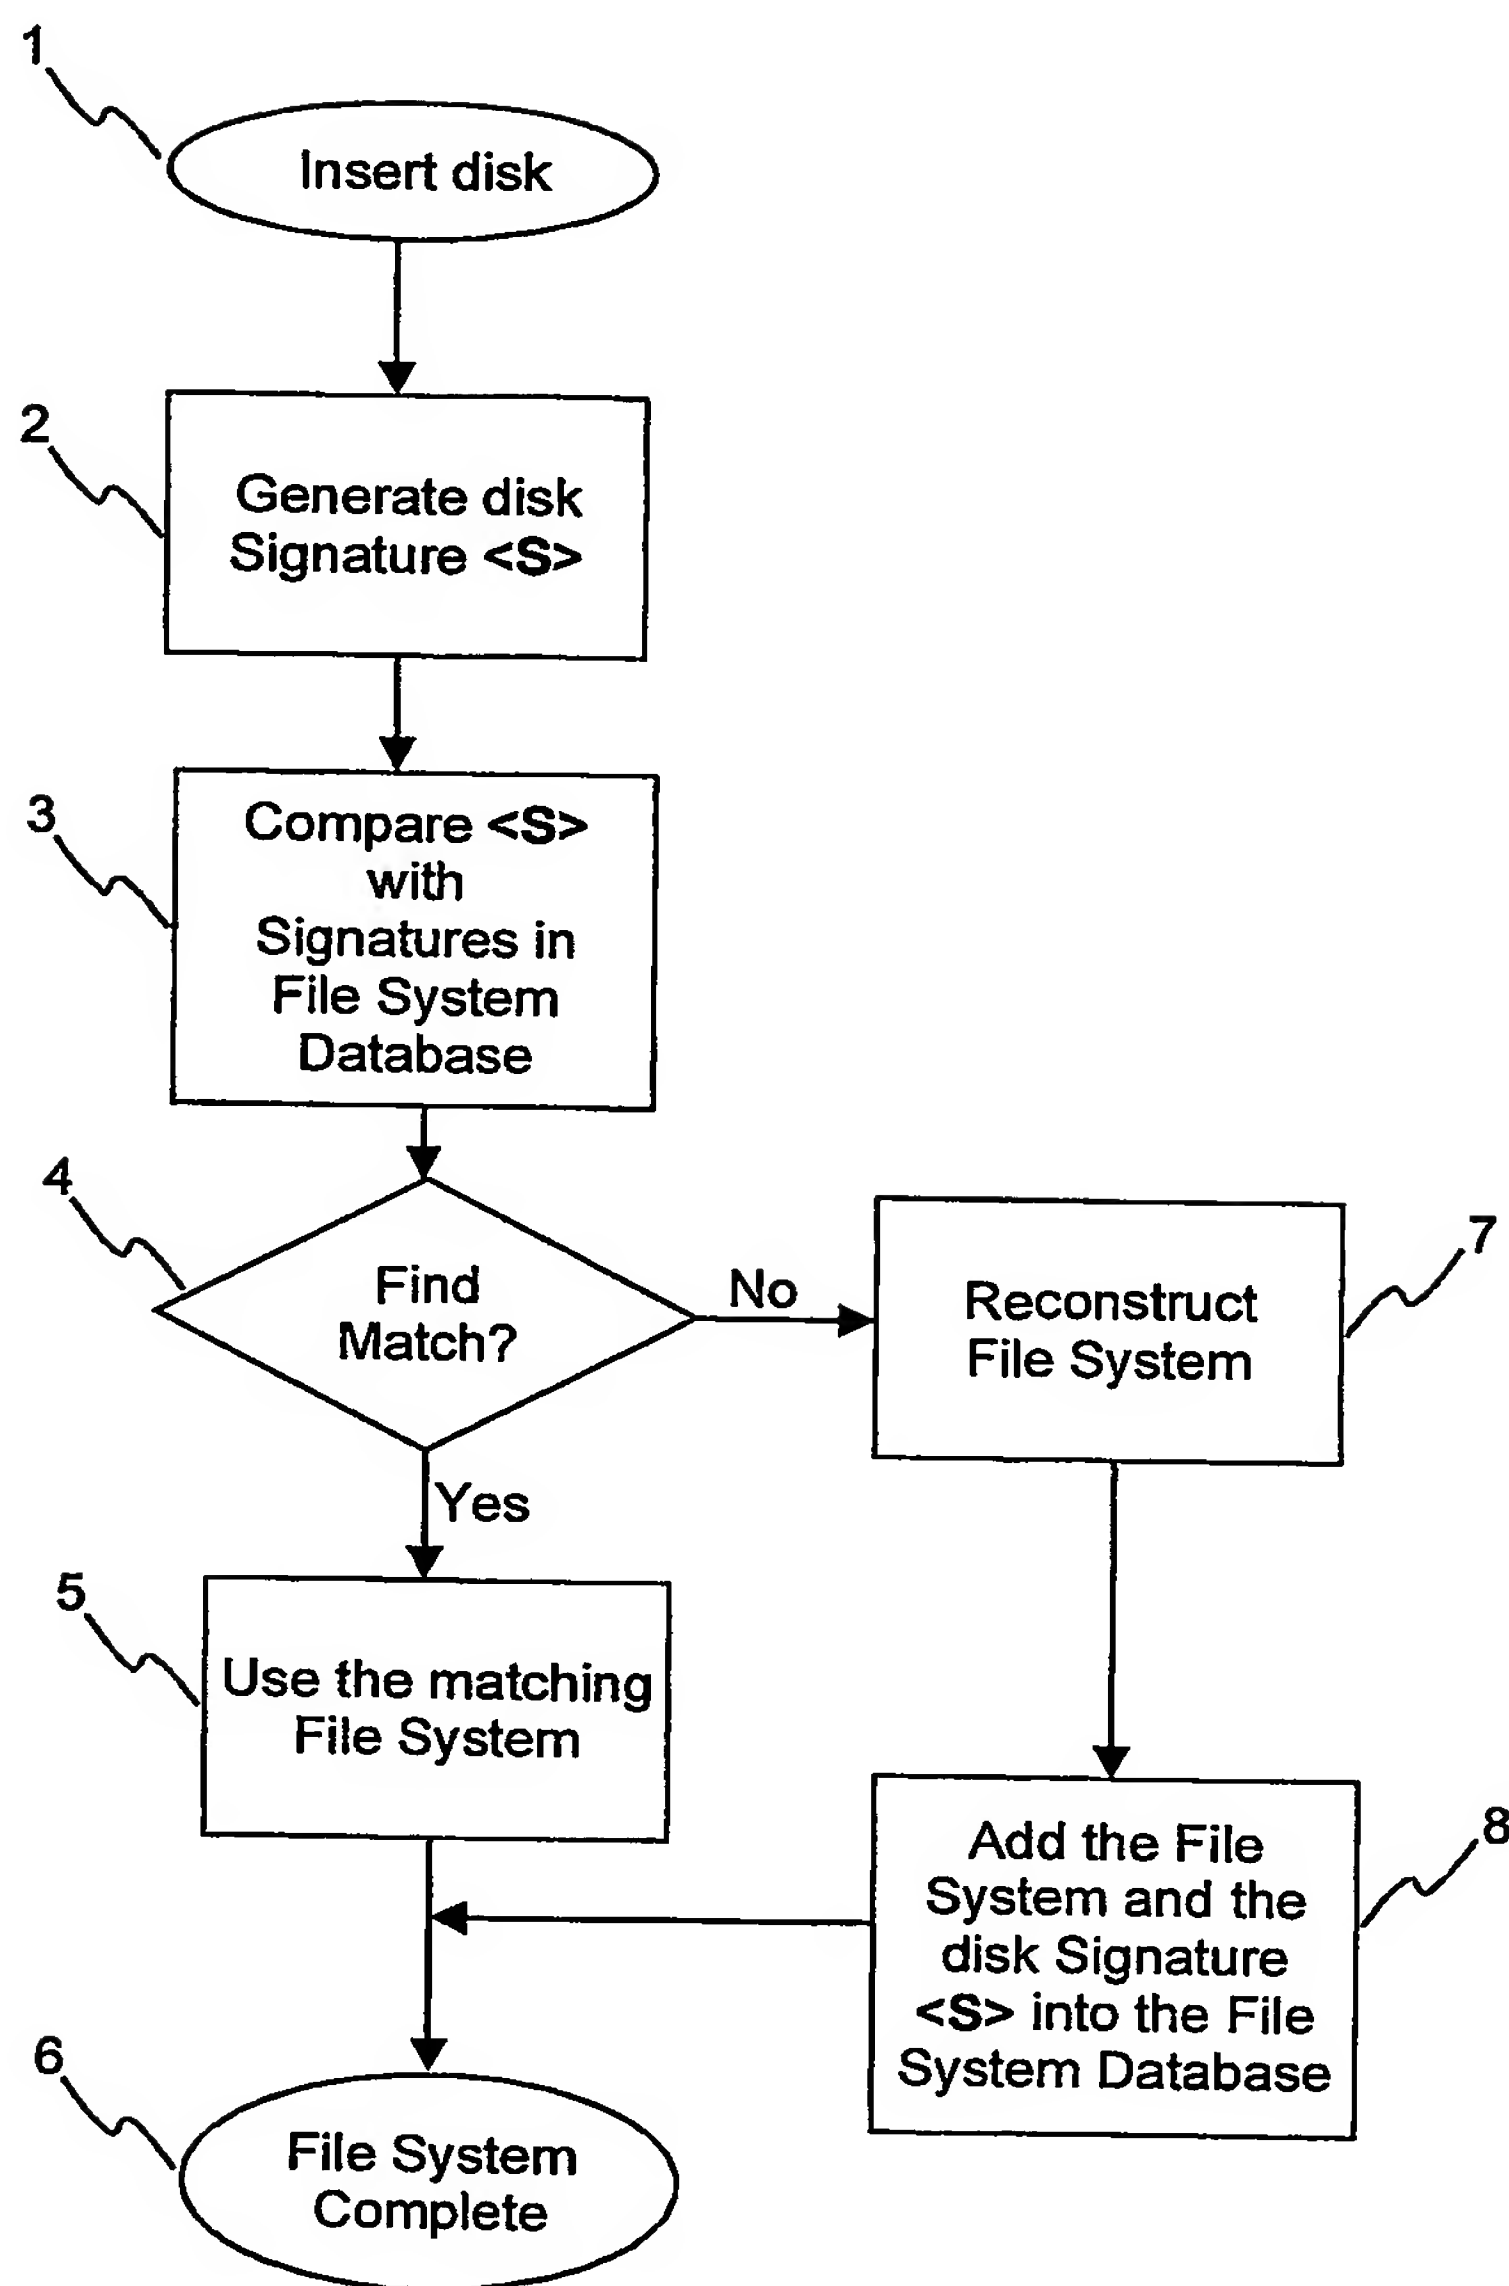 1
Insert disk
2
Generate disk
Signature <S>
3
Compare <S>
with
Signatures in
File System
Database
4
Find
Match?
No
7
Reconstruct
File System
Yes
5
Use the matching
File System
8
Add the File
System and the
disk Signature
<S> into the File
System Database
6
File System
Complete